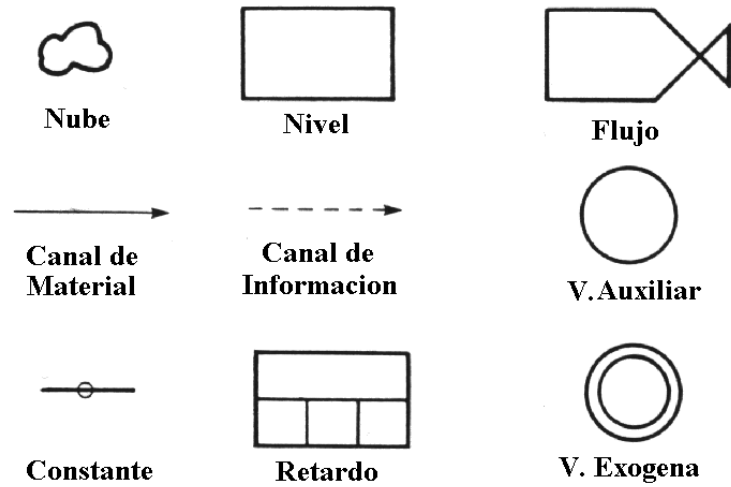 Nube
Nivel
Flujo
Canal de
Material
Canal de
Informacion
V. Auxiliar
Constante
Retardo
V. Exogena